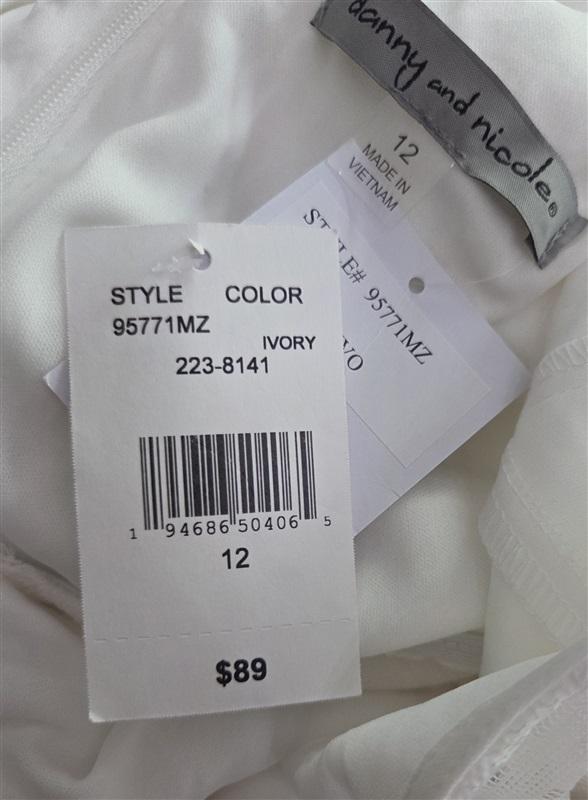 danny and nicole®
12
MADE IN
VIETNAM
STYLE# 95771MZ
STYLE COLOR
95771MZ
IVORY
223-8141
1 94686 50406 5
12
$89